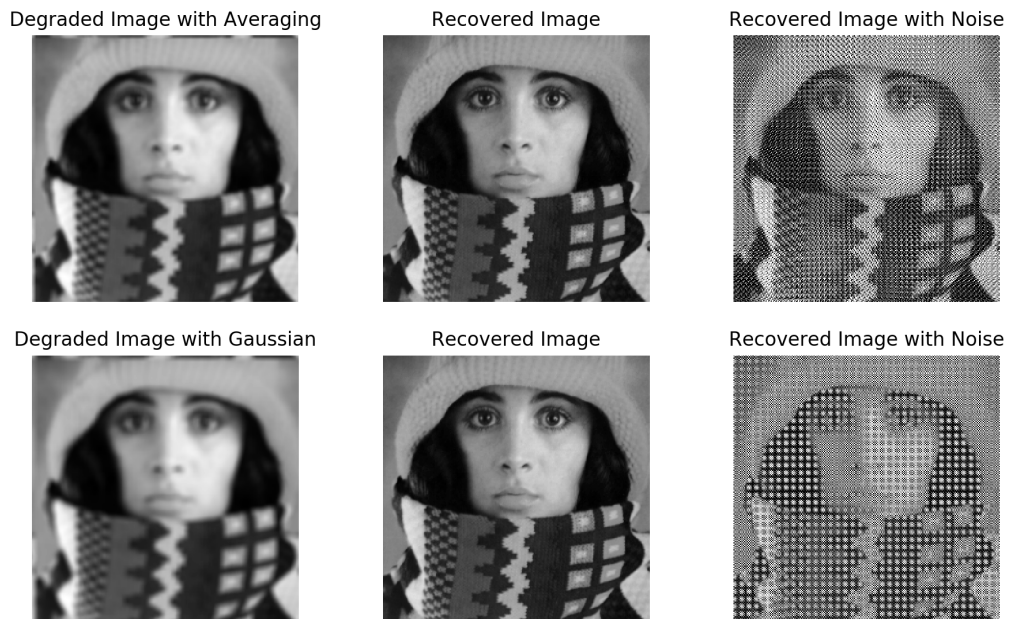 Degraded Image with Averaging
Recovered Image
Recovered Image with Noise
Degraded Image with Gaussian
Recovered Image
Recovered Image with Noise